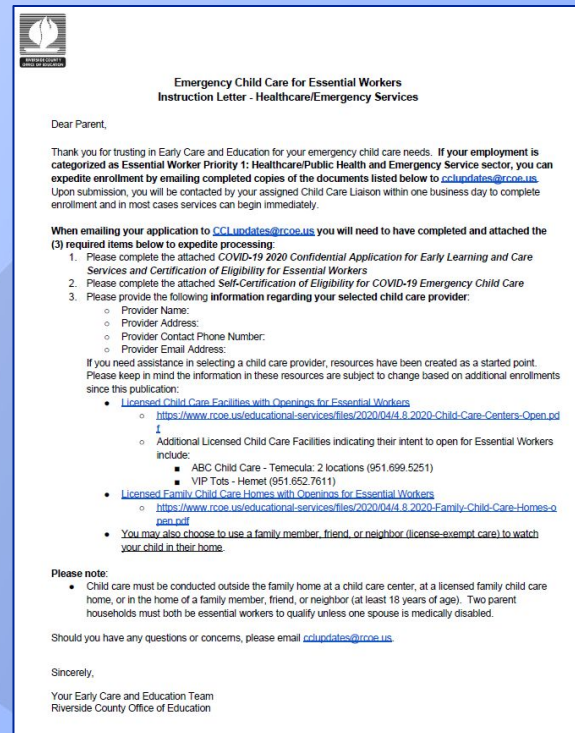 RIVERSIDE COUNTY
OFFICE OF EDUCATION
Emergency Child Care for Essential Workers
Instruction Letter - Healthcare/Emergency Services
Dear Parent,
Thank you for trusting in Early Care and Education for your emergency child care needs. If your employment is
categorized as Essential Worker Priority 1: Healthcare/Public Health and Emergency Service sector, you can
expedite enrollment by emailing completed copies of the documents listed below to cclupdates@rcoe.us.
Upon submission, you will be contacted by your assigned Child Care Liaison within one business day to complete
enrollment and in most cases services can begin immediately.
When emailing your application to CCLupdates@rcoe.us you will need to have completed and attached the
(3) required items below to expedite processing:
1. Please complete the attached COVID-19 2020 Confidential Application for Early Learning and Care
Services and Certification of Eligibility for Essential Workers
2. Please complete the attached Self-Certification of Eligibility for COVID-19 Emergency Child Care
3. Please provide the following information regarding your selected child care provider:
○ Provider Name:
○ Provider Address:
○ Provider Contact Phone Number:
○ Provider Email Address:
If you need assistance in selecting a child care provider, resources have been created as a started point.
Please keep in mind the information in these resources are subject to change based on additional enrollments
since this publication:
● Licensed Child Care Facilities with Openings for Essential Workers
○ https://www.rcoe.us/educational-services/files/2020/04/4.8.2020-Child-Care-Centers-Open.pd
f
○ Additional Licensed Child Care Facilities indicating their intent to open for Essential Workers
include:
■ ABC Child Care - Temecula: 2 locations (951.699.5251)
■ VIP Tots - Hemet (951.652.7611)
● Licensed Family Child Care Homes with Openings for Essential Workers
○ https://www.rcoe.us/educational-services/files/2020/04/4.8.2020-Family-Child-Care-Homes-o
pen.pdf
● You may also choose to use a family member, friend, or neighbor (license-exempt care) to watch
your child in their home.
Please note:
● Child care must be conducted outside the family home at a child care center, at a licensed family child care
home, or in the home of a family member, friend, or neighbor (at least 18 years of age). Two parent
households must both be essential workers to qualify unless one spouse is medically disabled.
Should you have any questions or concerns, please email cclupdates@rcoe.us.
Sincerely,
Your Early Care and Education Team
Riverside County Office of Education